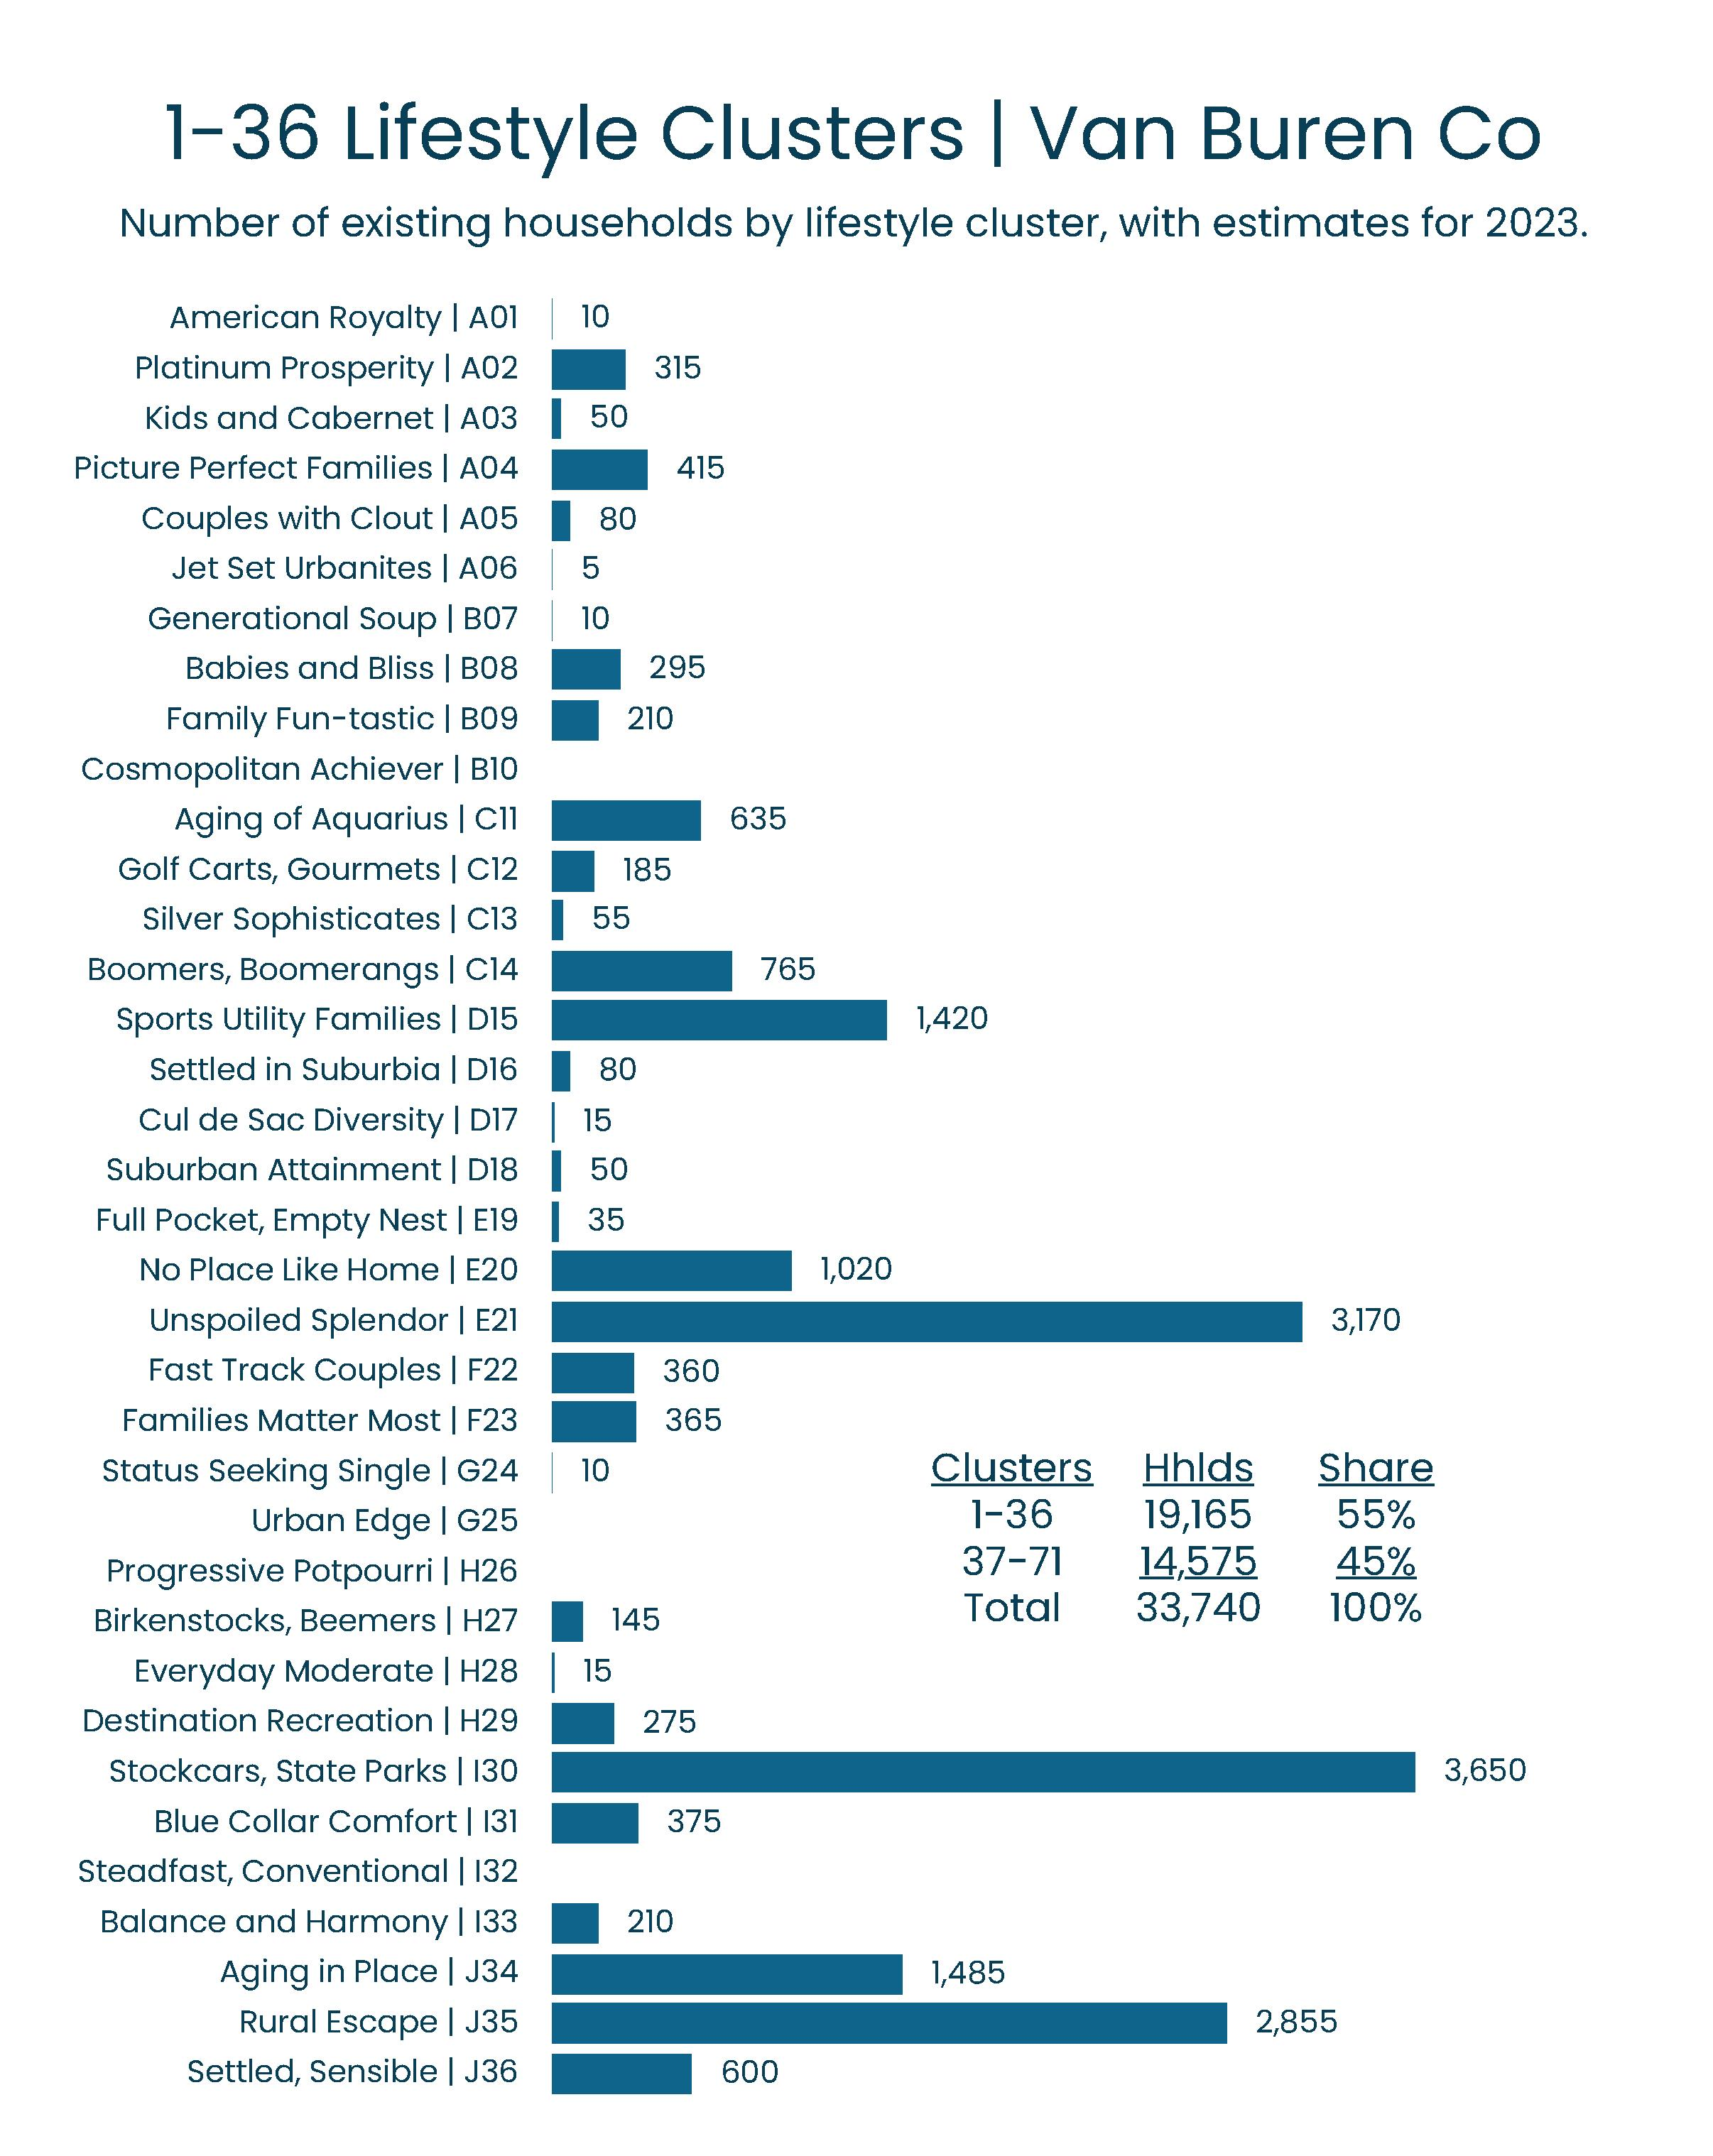 1-36 Lifestyle Clusters | Van Buren Co
Number of existing households by lifestyle cluster, with estimates for 2023.
American Royalty | A01 10
Platinum Prosperity | A02 315
Kids and Cabernet | A03 50
Picture Perfect Families | A04 415
Couples with Clout | A05 80
Jet Set Urbanites | A06 5
Generational Soup | B07 10
Babies and Bliss | B08 295
Family Fun-tastic | B09 210
Cosmopolitan Achiever | B10
Aging of Aquarius | C11 635
Golf Carts, Gourmets | C12 185
Silver Sophisticates | C13 55
Boomers, Boomerangs | C14 765
Sports Utility Families | D15 1,420
Settled in Suburbia | D16 80
Cul de Sac Diversity | D17 15
Suburban Attainment | D18 50
Full Pocket, Empty Nest | E19 35
No Place Like Home | E20 1,020
Unspoiled Splendor | E21 3,170
Fast Track Couples | F22 360
Families Matter Most | F23 365
Status Seeking Single | G24 10
Urban Edge | G25
Progressive Potpourri | H26
Birkenstocks, Beemers | H27 145
Everyday Moderate | H28 15
Destination Recreation | H29 275
Stockcars, State Parks | I30 3,650
Blue Collar Comfort | I31 375
Steadfast, Conventional | I32
Balance and Harmony | I33 210
Aging in Place | J34 1,485
Rural Escape | J35 2,855
Settled, Sensible | J36 600
Clusters Hhlds Share
1-36 19,165 55%
37-71 14,575 45%
Total 33,740 100%